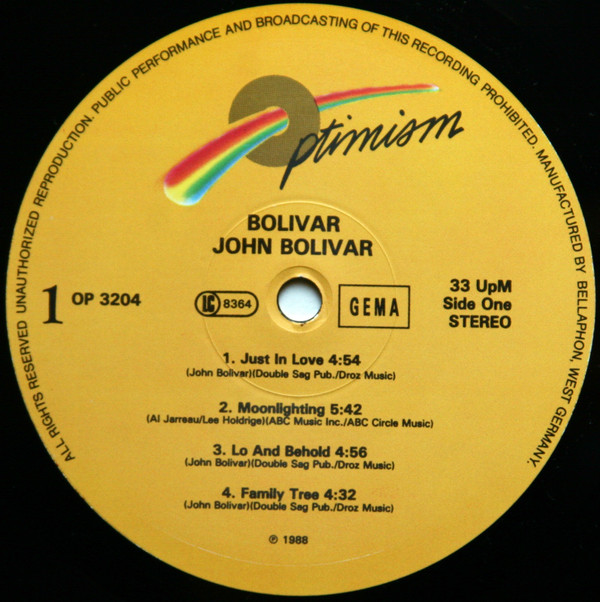 ALL RIGHTS RESERVED UNAUTHORIZED REPRODUCTION. PUBLIC PERFORMANCE AND BROADCASTING OF THIS RECORDING PROHIBITED. MANUFACTURED BY BELLAPHON, WEST GERMANY.
Optimism
BOLIVAR
JOHN BOLIVAR
1 OP 3204
LC 8364
GEMA
33 UpM
Side One
STEREO
1. Just In Love 4:54
(John Bolivar)(Double Sag Pub./Droz Music)
2. Moonlighting 5:42
(Al Jarreau/Lee Holdrige)(ABC Music Inc./ABC Circle Music)
3. Lo And Behold 4:56
(John Bolivar)(Double Sag Pub./Droz Music)
4. Family Tree 4:32
(John Bolivar)(Double Sag Pub./Droz Music)
℗ 1988